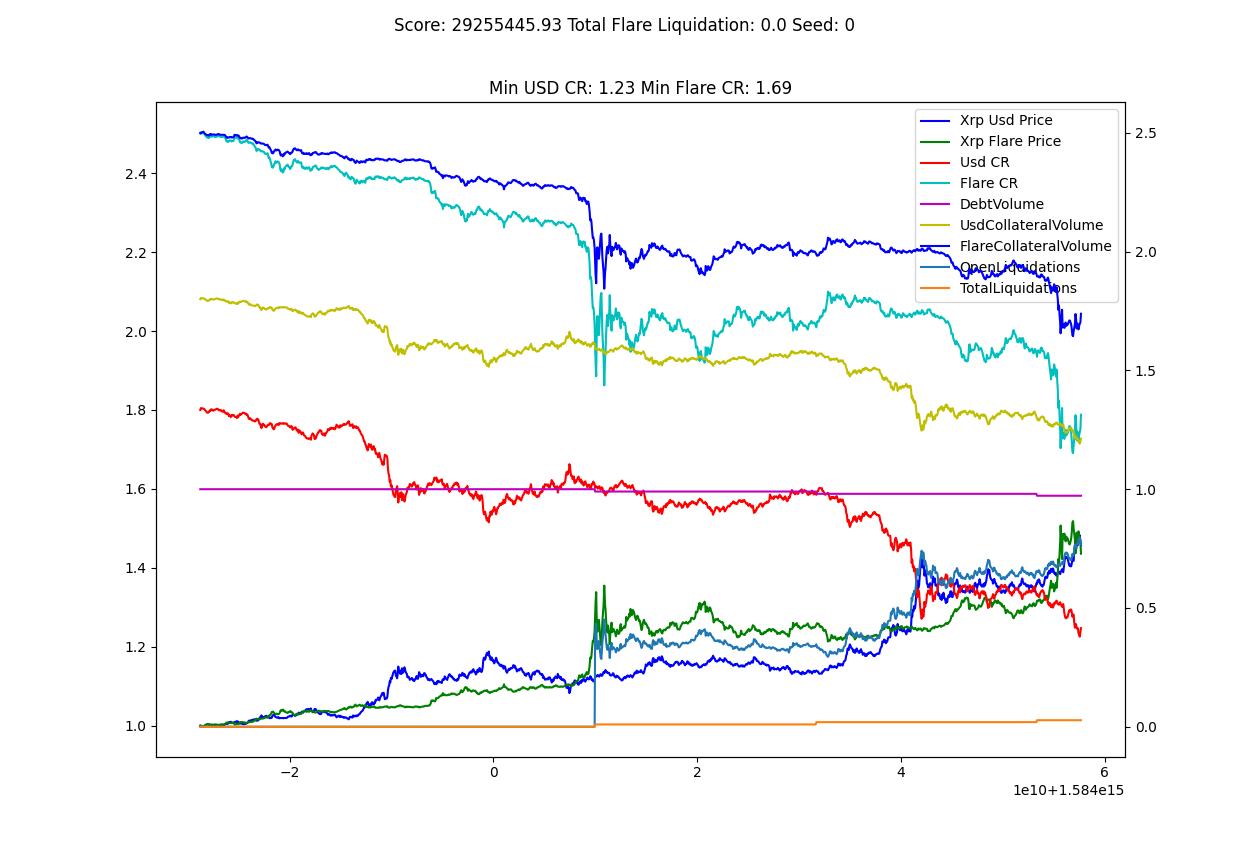 Score: 29255445.93 Total Flare Liquidation: 0.0 Seed: 0
Min USD CR: 1.23 Min Flare CR: 1.69
Xrp Usd Price
Xrp Flare Price
Usd CR
Flare CR
DebtVolume
UsdCollateralVolume
FlareCollateralVolume
OpenLiquidations
TotalLiquidations
2.4
2.2
2.0
1.8
1.6
1.4
1.2
1.0
2.5
2.0
1.5
1.0
0.5
0.0
−2 0 2 4 6
1e10+1.584e15